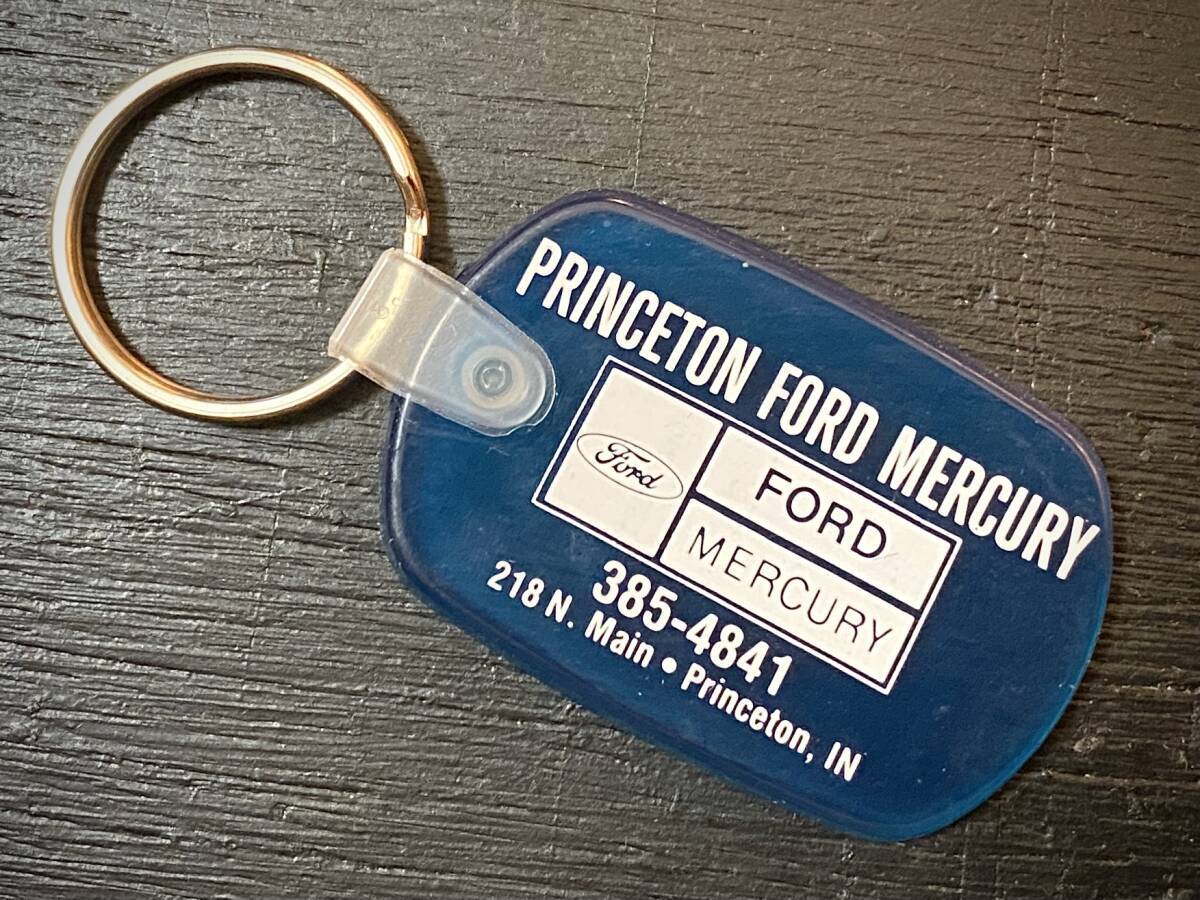 PRINCETON FORD MERCURY
Ford
FORD
MERCURY
385-4841
218 N. Main • Princeton, IN